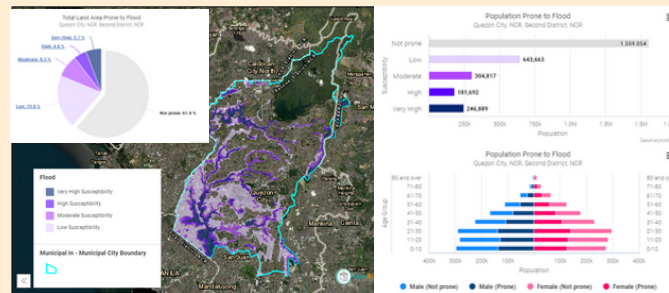 Total Land Area Prone to Flood
Quezon City, NCR, Second District, NCR
Very High: 5.7 %
High: 4.8 %
Moderate: 8.2 %
Low: 19.8 %
Not prone: 61.4 %
Caloocan
City North
Quezon
City
San Juan
Mandaluyong
Marikina
Cainta
Flood
Very High Susceptibility
High Susceptibility
Moderate Susceptibility
Low Susceptibility
Municipal in - Municipal City Boundary
Population Prone to Flood
Quezon City, NCR, Second District, NCR
Susceptibility
Not prone
1,559,054
Low
643,663
Moderate
304,817
High
181,692
Very High
246,889
250k
500k
750k
1.0M
1.3M
1.5M
Population
Population Prone to Flood
Quezon City, NCR, Second District, NCR
Age Group
80 and over
71-80
61-70
51-60
41-50
31-40
21-30
11-20
0-10
80 and over
71-80
61-70
51-60
41-50
31-40
21-30
11-20
0-10
400k
300k
200k
100k
0
100k
200k
300k
400k
Population
Male (Not prone)
Male (Prone)
Female (Not prone)
Female (Prone)